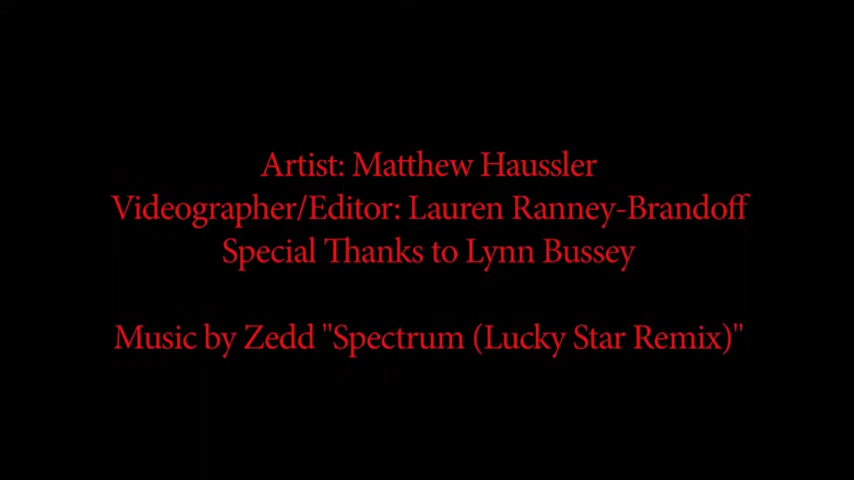 Artist: Matthew Haussler
Videographer/Editor: Lauren Ranney-Brandoff
Special Thanks to Lynn Bussey
Music by Zedd "Spectrum (Lucky Star Remix)"